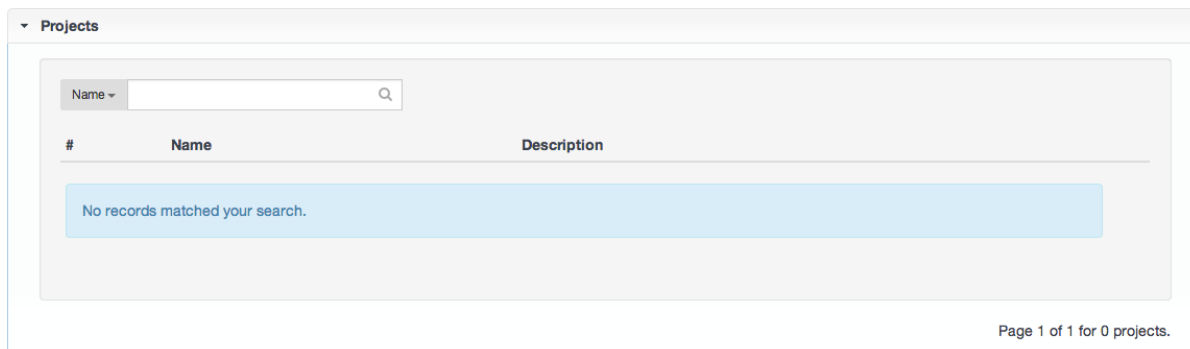 Projects
Name
# Name Description
No records matched your search.
Page 1 of 1 for 0 projects.